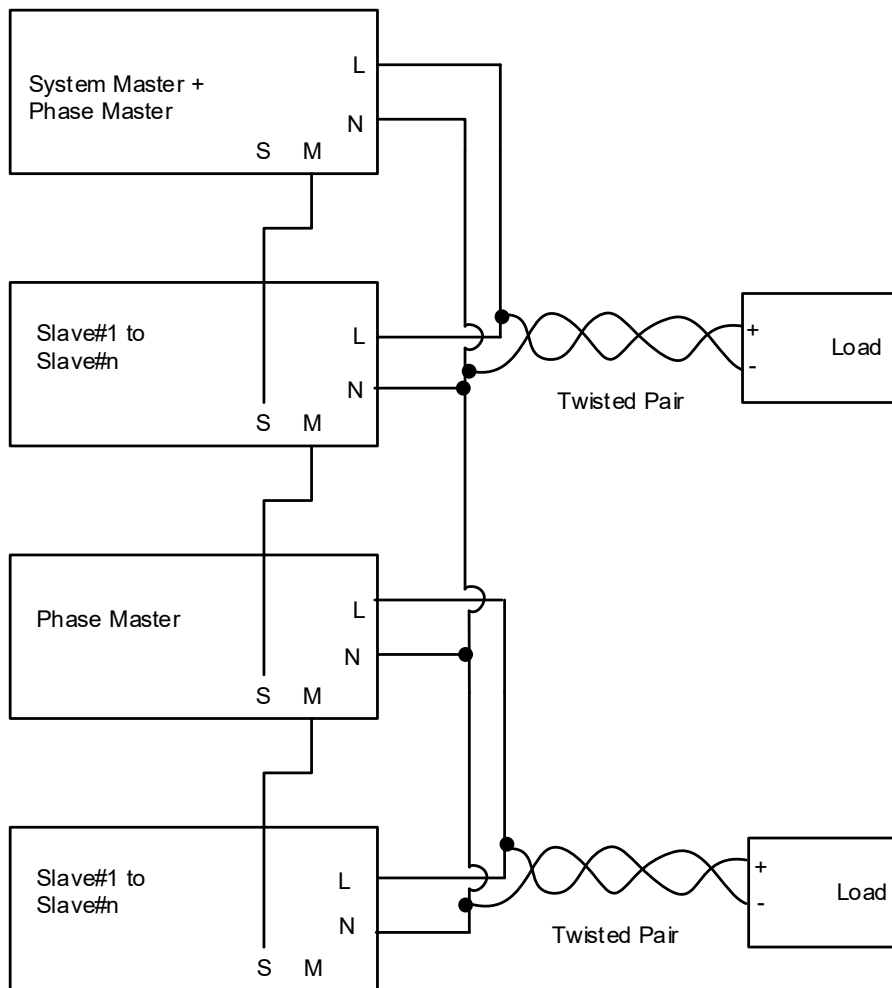 System Master +
Phase Master
L
N
S M
Slave#1 to
Slave#n
L
N
S M
+
-
Load
Twisted Pair
Phase Master
L
N
S M
Slave#1 to
Slave#n
L
N
S M
+
-
Load
Twisted Pair